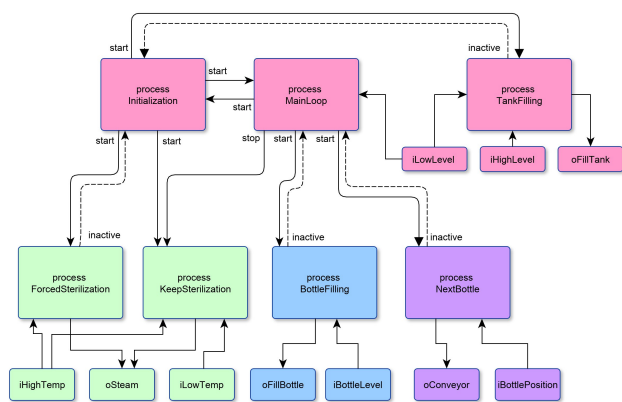 start
inactive
process
Initialization
start
start
process
MainLoop
process
TankFilling
start
start
stop
start
start
iLowLevel
iHighLevel
oFillTank
inactive
inactive
inactive
process
ForcedSterilization
process
KeepSterilization
process
BottleFilling
process
NextBottle
iHighTemp
oSteam
iLowTemp
oFillBottle
iBottleLevel
oConveyor
iBottlePosition